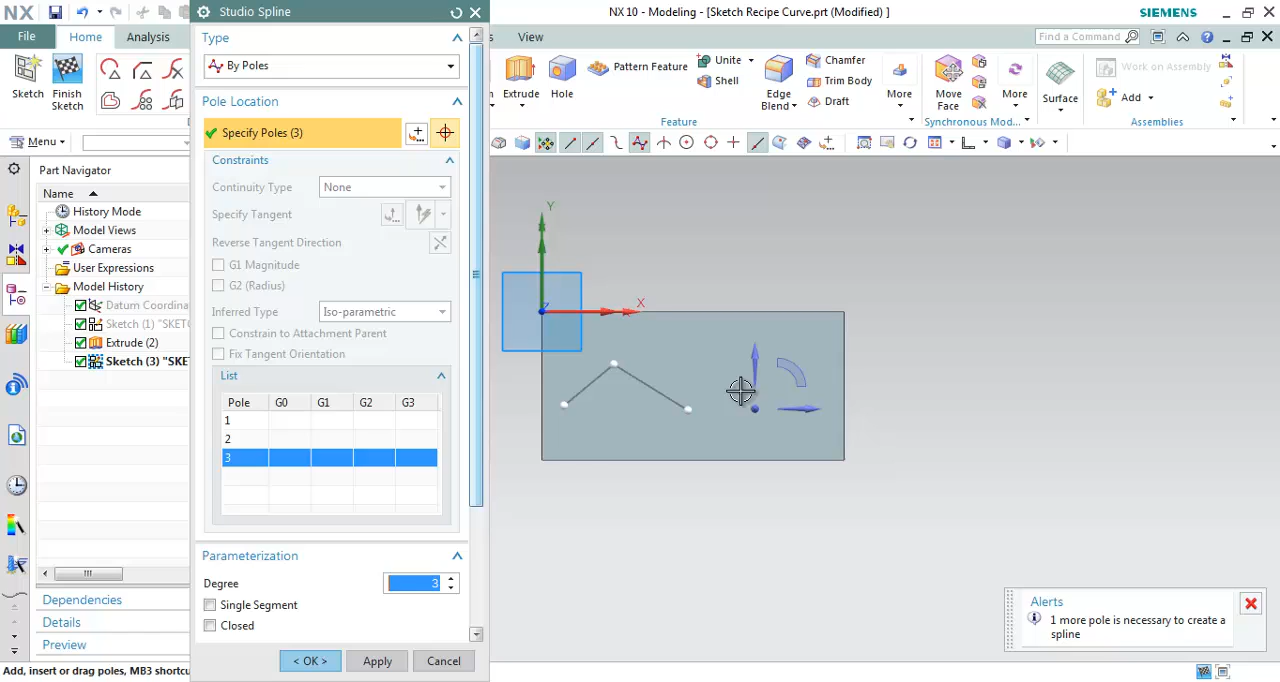 NX
Studio Spline
NX 10 - Modeling - [Sketch Recipe Curve.prt (Modified) ]
SIEMENS
File
Home
Analysis
View
Find a Command
Sketch
Finish
Sketch
Extrude
Hole
Pattern Feature
Unite
Shell
Edge
Blend
Chamfer
Trim Body
Draft
More
Feature
Move
Face
More
Synchronous Mod...
Surface
Work on Assembly
Add
Assemblies
Menu
Part Navigator
Name
History Mode
Model Views
Cameras
User Expressions
Model History
Datum Coordina
Sketch (1) "SKET
Extrude (2)
Sketch (3) "SKE
Dependencies
Details
Preview
Add, insert or drag poles, MB3 shortcu
Type
By Poles
Pole Location
Specify Poles (3)
Constraints
Continuity Type
None
Specify Tangent
Reverse Tangent Direction
G1 Magnitude
G2 (Radius)
Inferred Type
Iso-parametric
Constrain to Attachment Parent
Fix Tangent Orientation
List
Pole G0 G1 G2 G3
1
2
3
Parameterization
Degree
3
Single Segment
Closed
< OK >
Apply
Cancel
Y
X
Z
Alerts
1 more pole is necessary to create a
spline